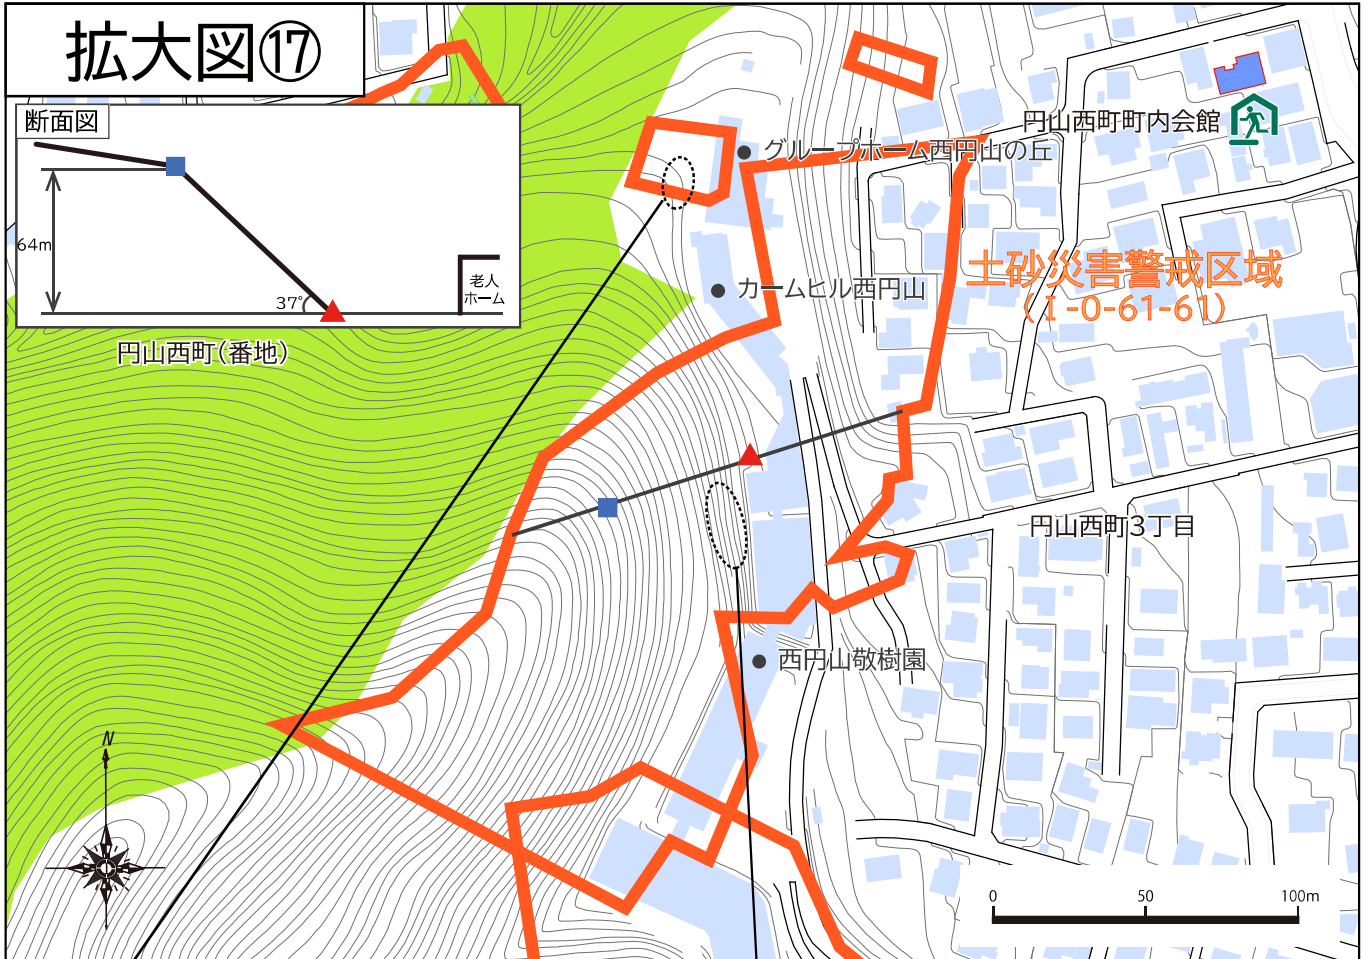 拡大図⑰
断面図
64m
37°
老人
ホーム
円山西町(番地)
グループホーム西円山の丘
カームヒル西円山
円山西町町内会館
土砂災害警戒区域
(Ⅰ-0-61-61)
円山西町3丁目
西円山敬樹園
N
0 50 100m